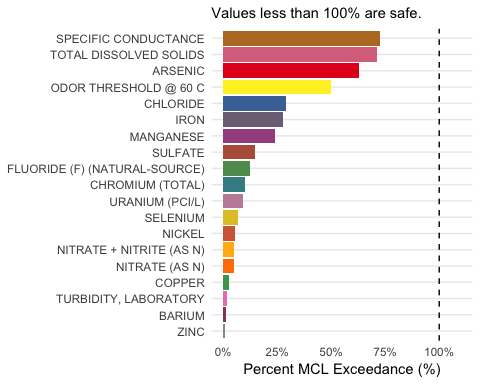 Values less than 100% are safe.
SPECIFIC CONDUCTANCE
TOTAL DISSOLVED SOLIDS
ARSENIC
ODOR THRESHOLD @ 60 C
CHLORIDE
IRON
MANGANESE
SULFATE
FLUORIDE (F) (NATURAL-SOURCE)
CHROMIUM (TOTAL)
URANIUM (PCI/L)
SELENIUM
NICKEL
NITRATE + NITRITE (AS N)
NITRATE (AS N)
COPPER
TURBIDITY, LABORATORY
BARIUM
ZINC
0% 25% 50% 75% 100%
Percent MCL Exceedance (%)